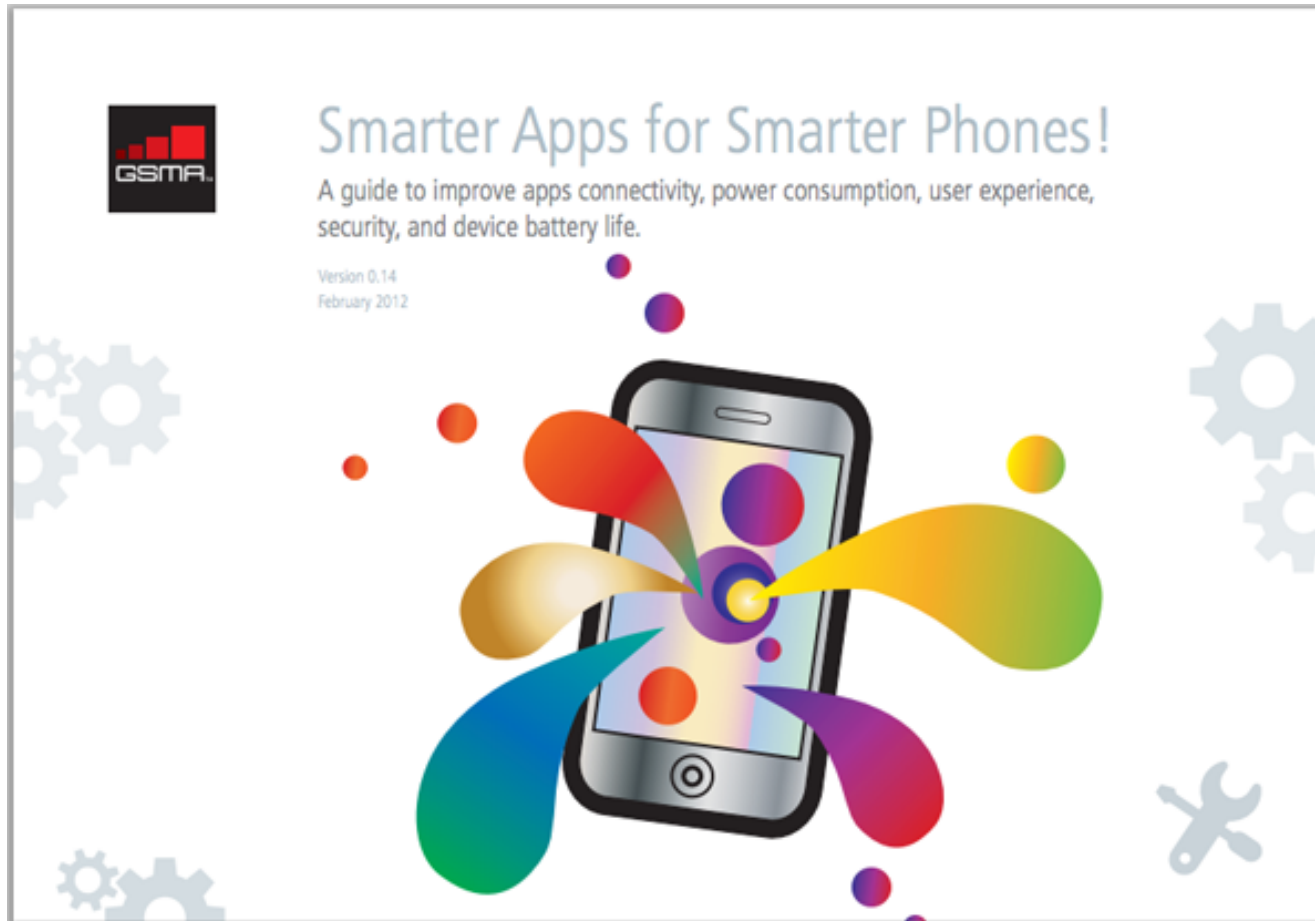 GSMA™
Smarter Apps for Smarter Phones!
A guide to improve apps connectivity, power consumption, user experience,
security, and device battery life.
Version 0.14
February 2012